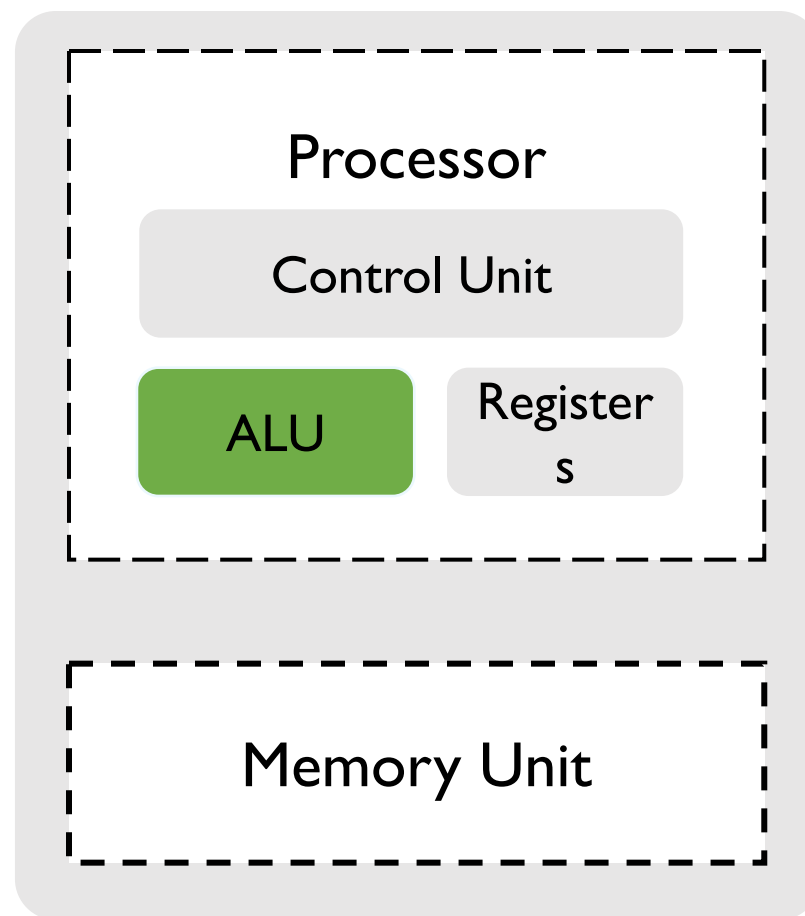 Processor
Control Unit
ALU
Register
s
Memory Unit